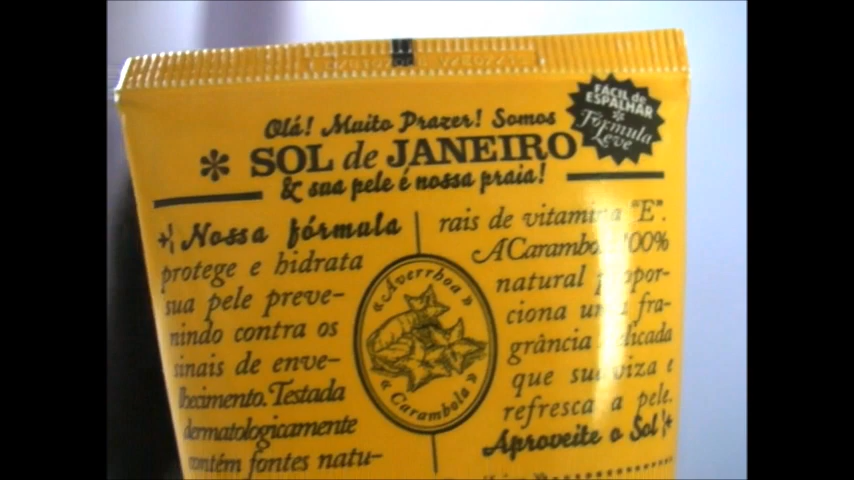 Olá! Muito Prazer! Somos
* SOL de JANEIRO
& sua pele é nossa praia!
FÁCIL de
ESPALHAR
*
Fórmula
Leve
Nossa fórmula
protege e hidrata
sua pele preve-
nindo contra os
sinais de enve-
lhecimento. Testada
dermatologicamente
contém fontes natu-
« Averrhoa »
« Carambola »
rais de vitamina "E".
A Carambola 100%
natural propor-
ciona uma fra-
grância delicada
que suaviza e
refresca a pele.
Aproveite o Sol